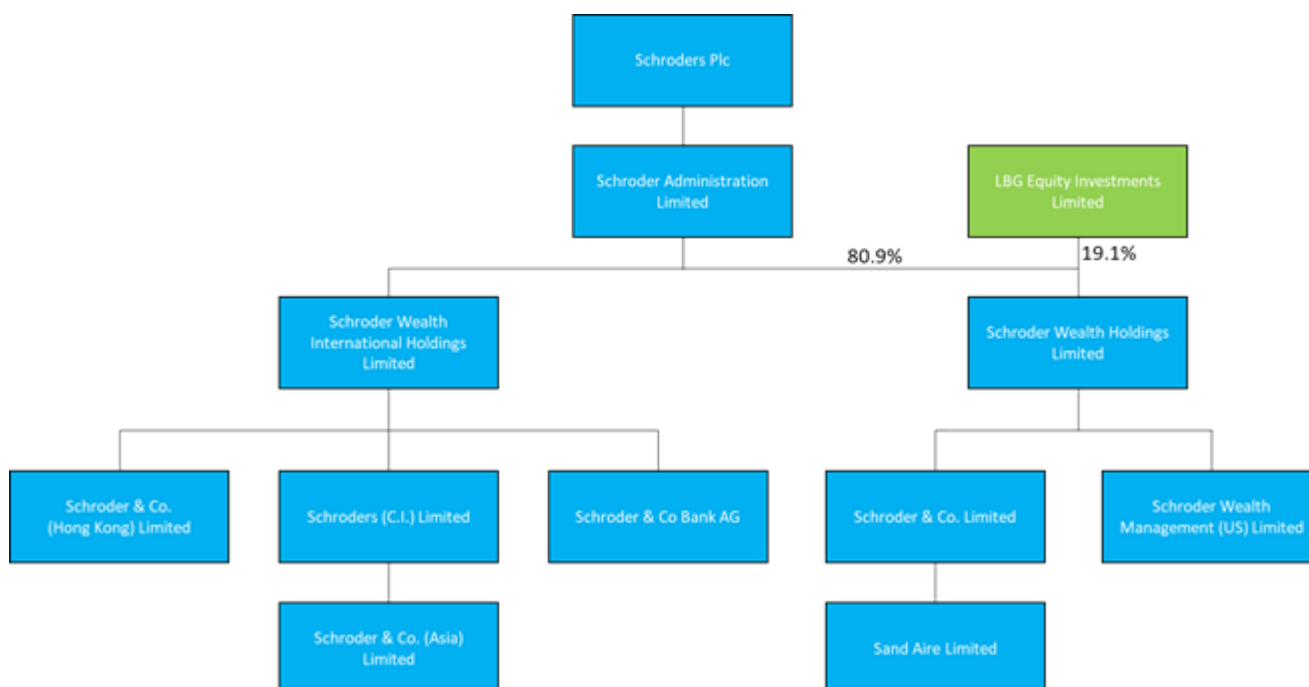 Schroders Plc
Schroder Administration
Limited
LBG Equity Investments
Limited
80.9%
19.1%
Schroder Wealth
International Holdings
Limited
Schroder Wealth Holdings
Limited
Schroder & Co.
(Hong Kong) Limited
Schroders (C.I.) Limited
Schroder & Co Bank AG
Schroder & Co. Limited
Schroder Wealth
Management (US) Limited
Schroder & Co. (Asia)
Limited
Sand Aire Limited